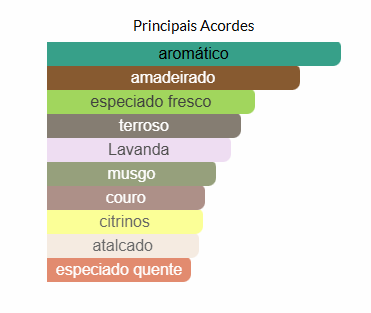 Principais Acordes
aromático
amadeirado
especiado fresco
terroso
Lavanda
musgo
couro
citrinos
atalcado
especiado quente